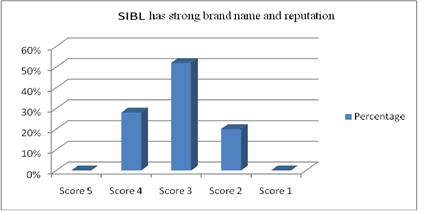 SIBL has strong brand name and reputation
60%
50%
40%
30%
20%
10%
0%
Score 5 Score 4 Score 3 Score 2 Score 1
Percentage